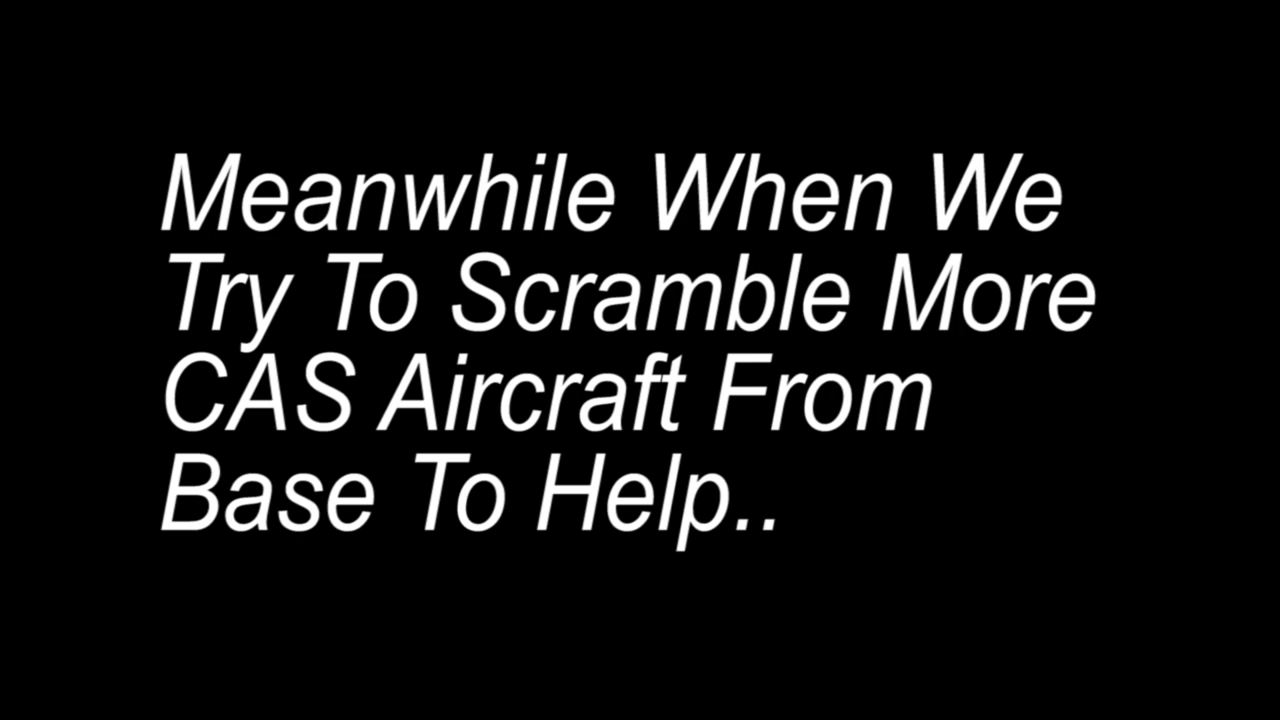 Meanwhile When We
Try To Scramble More
CAS Aircraft From
Base To Help..